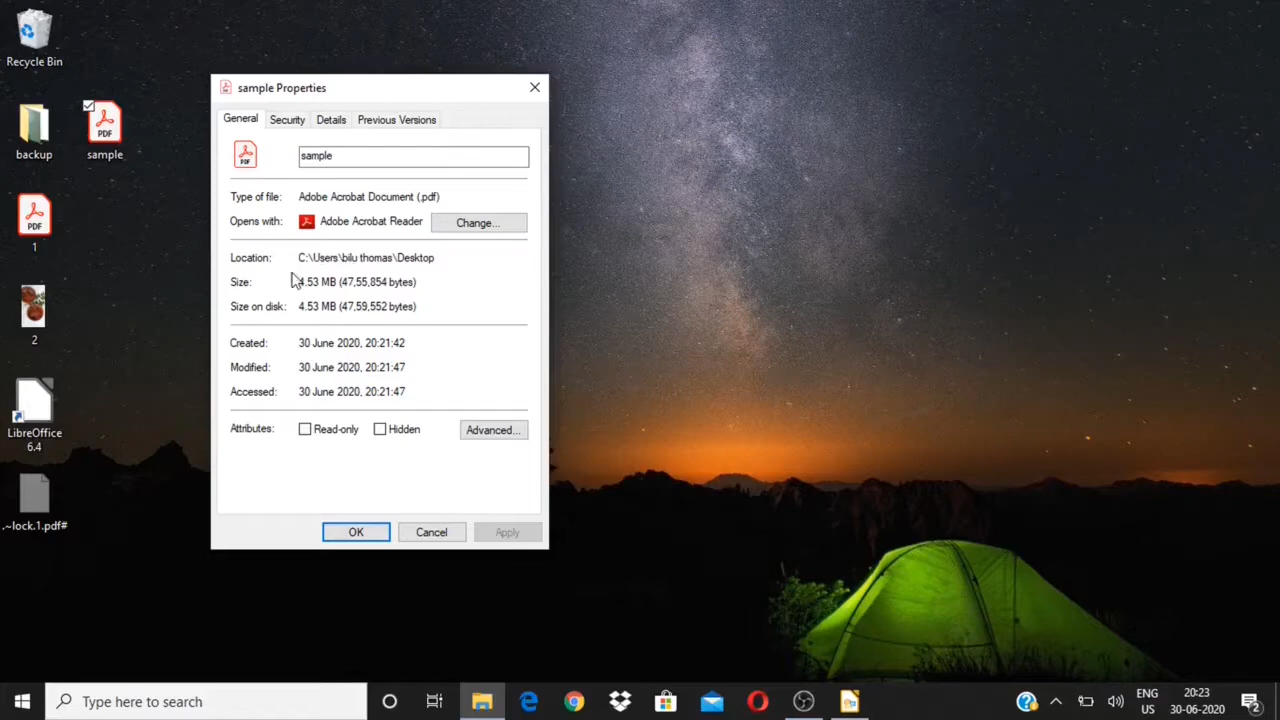 Recycle Bin
backup
sample
1
2
LibreOffice
6.4
.~lock.1.pdf#
sample Properties
General Security Details Previous Versions
PDF
sample
Type of file: Adobe Acrobat Document (.pdf)
Opens with: Adobe Acrobat Reader Change...
Location: C:\Users\bilu thomas\Desktop
Size: 4.53 MB (47,55,854 bytes)
Size on disk: 4.53 MB (47,59,552 bytes)
Created: 30 June 2020, 20:21:42
Modified: 30 June 2020, 20:21:47
Accessed: 30 June 2020, 20:21:47
Attributes: Read-only Hidden Advanced...
OK Cancel Apply
PDF
PDF
Type here to search
ENG
US
20:23
30-06-2020
2